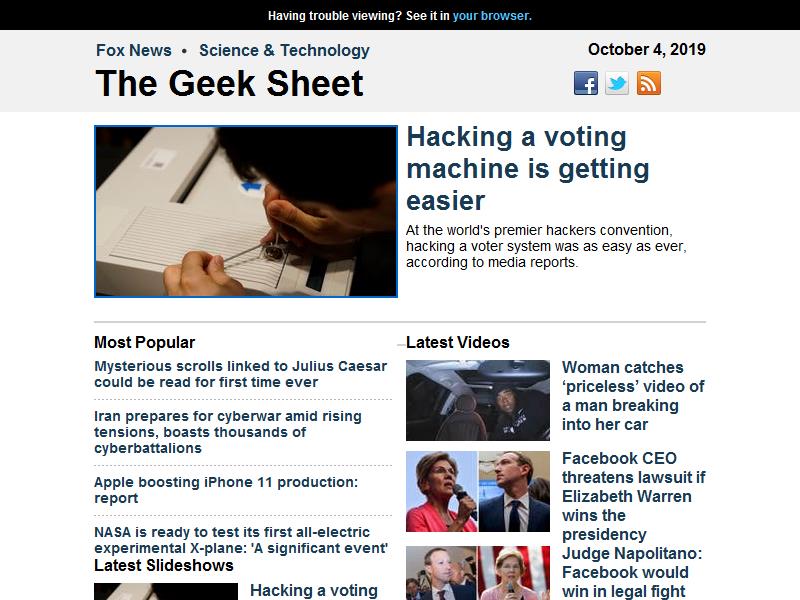 Having trouble viewing? See it in your browser.
Fox News • Science & Technology
October 4, 2019
The Geek Sheet
Hacking a voting
machine is getting
easier
At the world's premier hackers convention,
hacking a voter system was as easy as ever,
according to media reports.
Most Popular
Mysterious scrolls linked to Julius Caesar
could be read for first time ever
Iran prepares for cyberwar amid rising
tensions, boasts thousands of
cyberbattalions
Apple boosting iPhone 11 production:
report
NASA is ready to test its first all-electric
experimental X-plane: 'A significant event'
Latest Slideshows
Hacking a voting
Latest Videos
Woman catches
‘priceless’ video of
a man breaking
into her car
Facebook CEO
threatens lawsuit if
Elizabeth Warren
wins the
presidency
Judge Napolitano:
Facebook would
win in legal fight